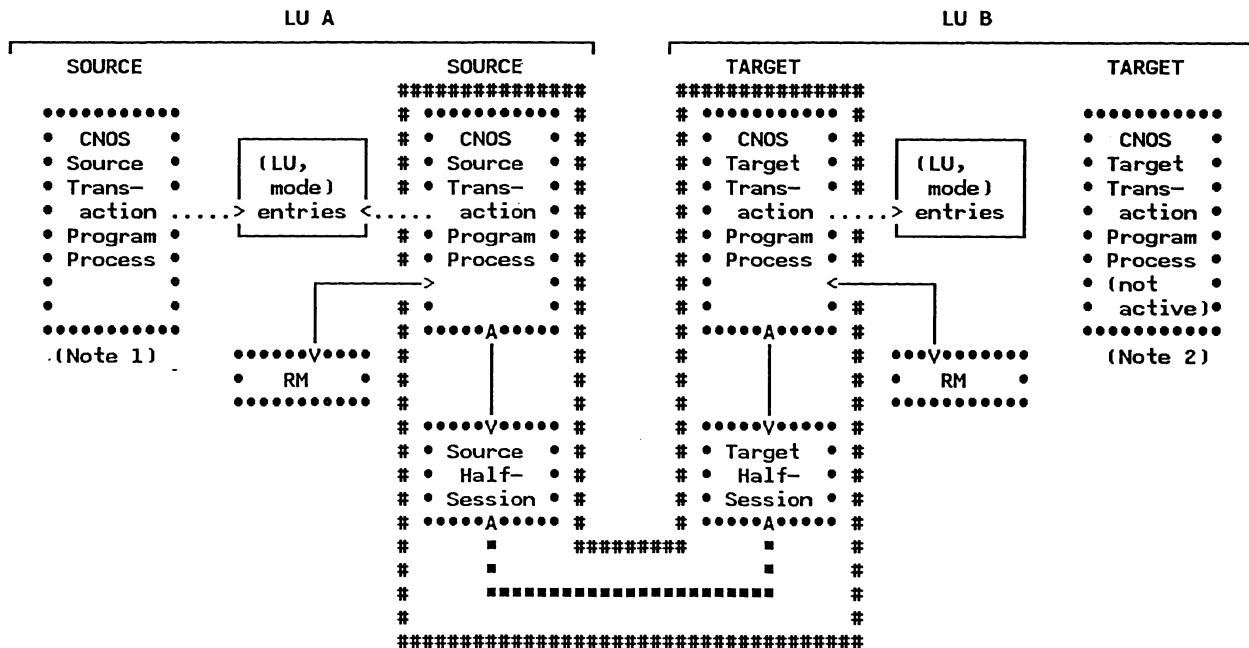 LU A LU B
SOURCE SOURCE TARGET TARGET
CNOS CNOS CNOS CNOS
Source (LU, Source Target (LU, Target
Trans- mode) Trans- Trans- mode) Trans-
action entries action action entries action
Program Program Program Program
Process Process Process Process
(not
active)
(Note 1) (Note 2)
RM RM
Source Target
Half- Half-
Session Session